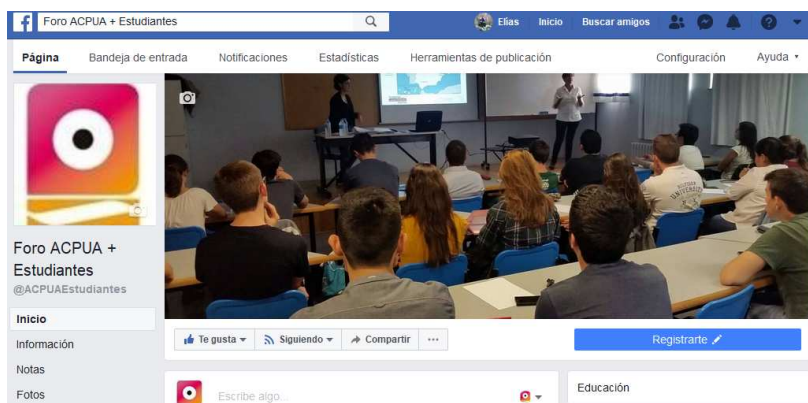 Foro ACPUA + Estudiantes
Elías Inicio Buscar amigos
Página Bandeja de entrada Notificaciones Estadísticas Herramientas de publicación Configuración Ayuda
Foro ACPUA +
Estudiantes
@ACPUAEstudiantes
Inicio
Información
Notas
Fotos
Te gusta Siguiendo Compartir ...
Registrarte
Escribe algo...
Educación